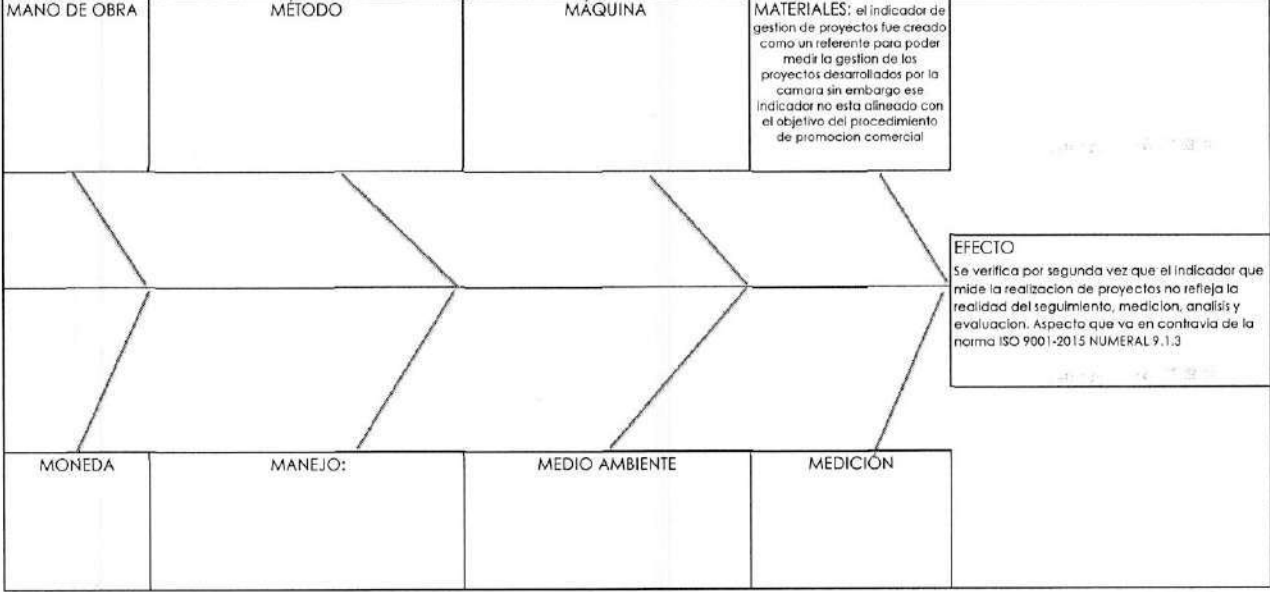 MANO DE OBRA
MÉTODO
MÁQUINA
MATERIALES: el indicador de
gestion de proyectos fue creado
como un referente para poder
medir la gestion de los
proyectos desarrollados por la
camara sin embargo ese
indicador no esta alineado con
el objetivo del procedimiento
de promocion comercial
EFECTO
Se verifica por segunda vez que el indicador que
mide la realizacion de proyectos no refleja la
realidad del seguimiento, medicion, analisis y
evaluacion. Aspecto que va en contravia de la
norma ISO 9001-2015 NUMERAL 9.1.3
MONEDA
MANEJO:
MEDIO AMBIENTE
MEDICIÓN